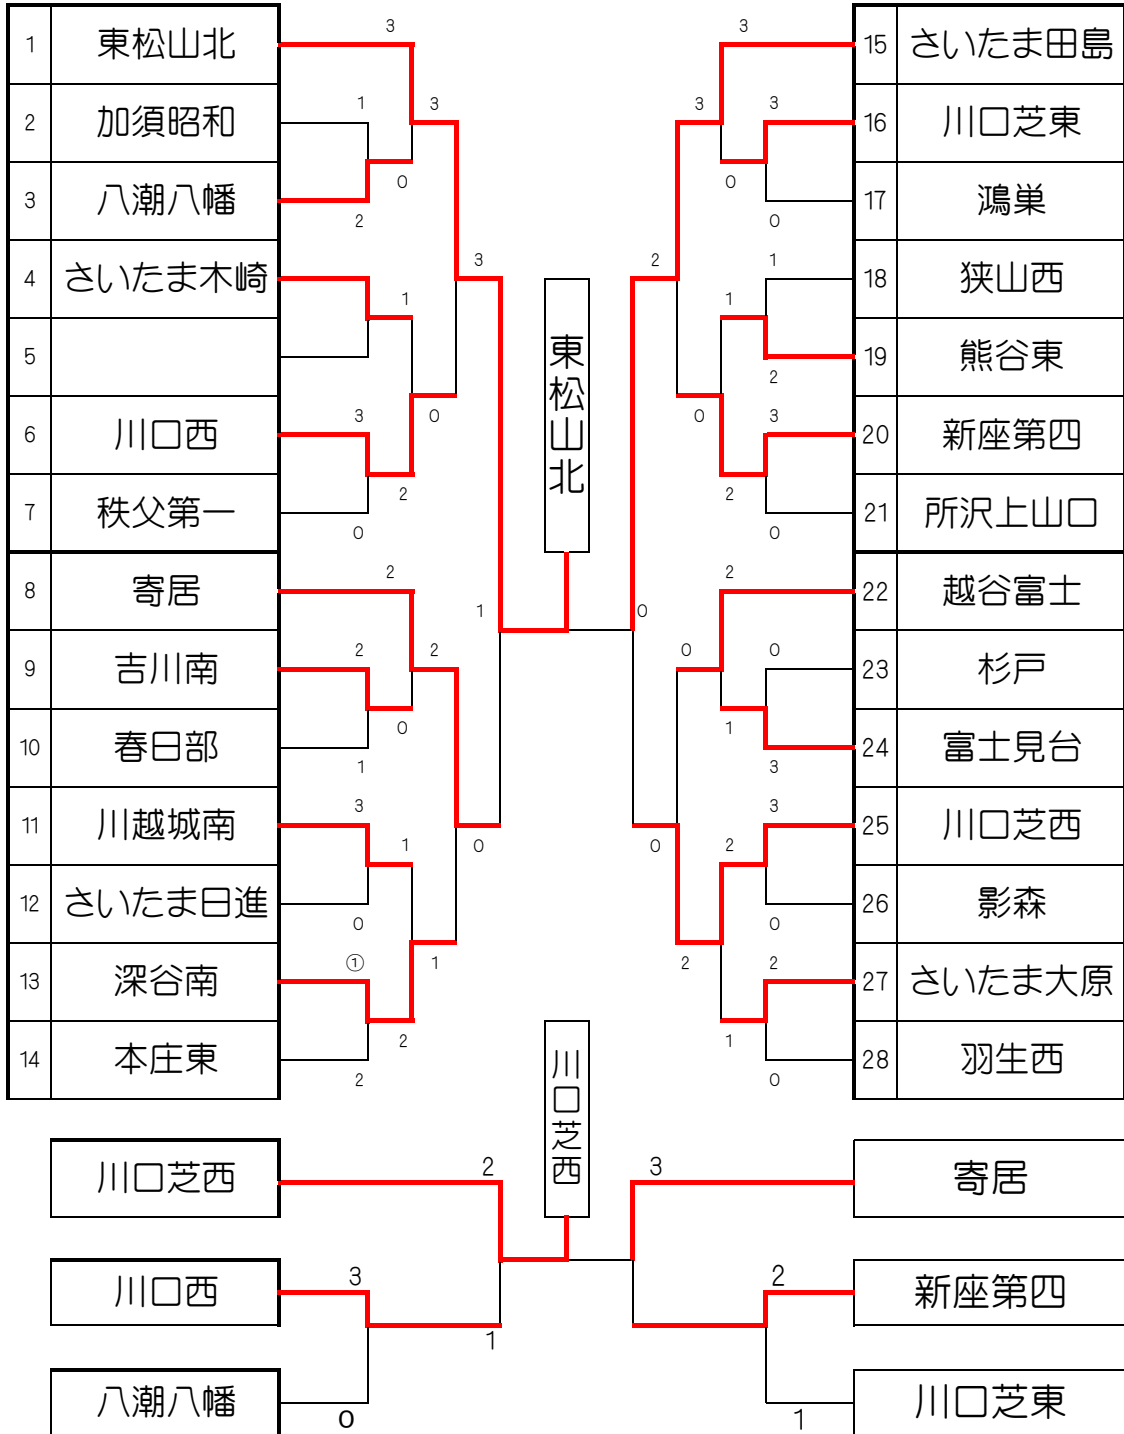 1 東松山北
2 加須昭和
3 八潮八幡
4 さいたま木崎
5
6 川口西
7 秩父第一
8 寄居
9 吉川南
10 春日部
11 川越城南
12 さいたま日進
13 深谷南
14 本庄東
3
1
3
0
2
3
1
3
0
2
0
2
1
2
2
0
1
3
1
0
0
①
1
2
2
東松山北
3
3
3
0
0
2
1
1
2
0
3
2
0
2
0
0
0
1
3
3
2
0
0
2
2
1
0
15 さいたま田島
16 川口芝東
17 鴻巣
18 狭山西
19 熊谷東
20 新座第四
21 所沢上山口
22 越谷富士
23 杉戸
24 富士見台
25 川口芝西
26 影森
27 さいたま大原
28 羽生西
川口芝西
川口芝西 2
川口西 3
1
八潮八幡 0
3 寄居
2 新座第四
1 川口芝東